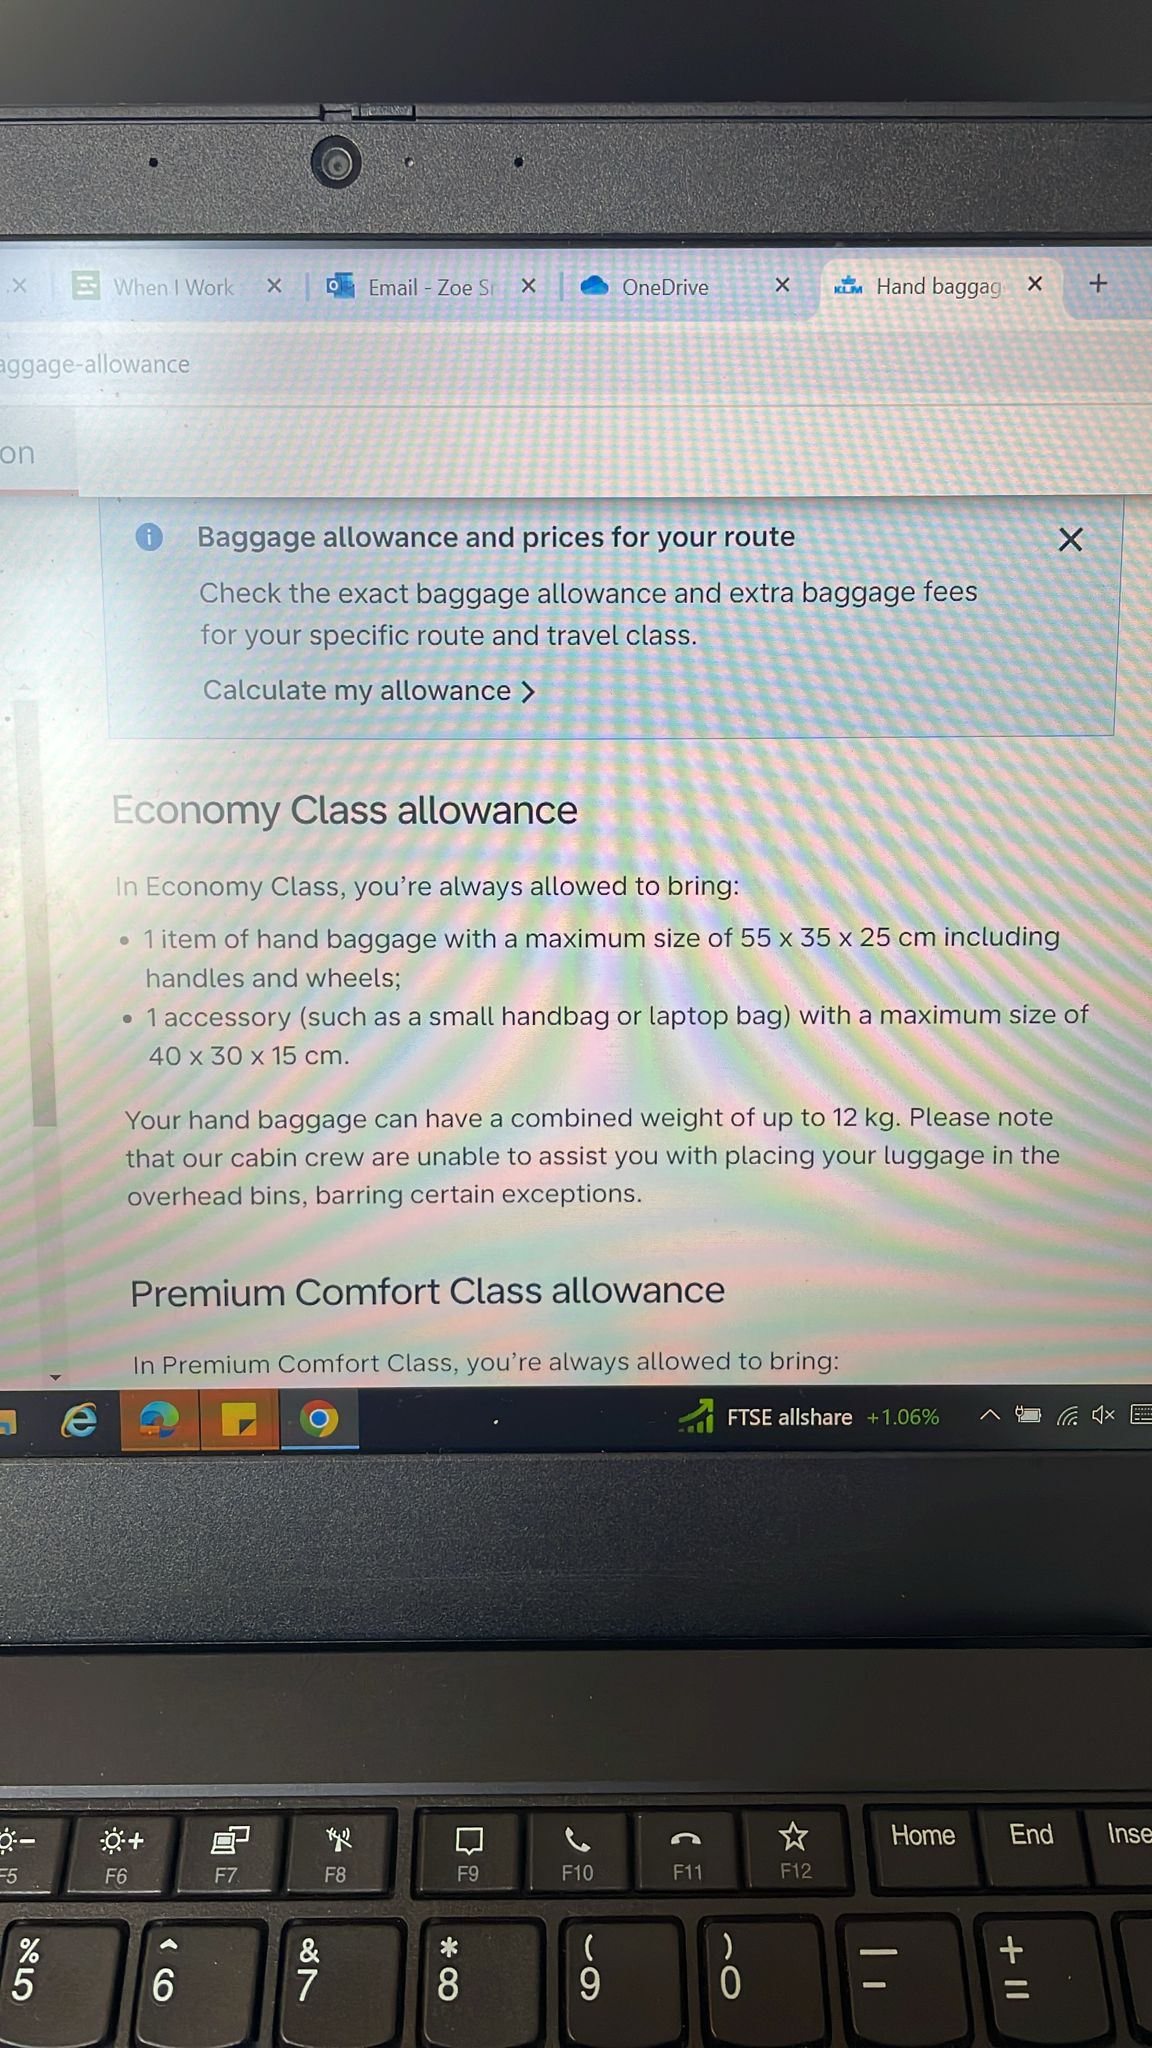 When I Work
Email - Zoe
OneDrive
KLM
Hand baggag
aggage-allowance
on
Baggage allowance and prices for your route
Check the exact baggage allowance and extra baggage fees
for your specific route and travel class.
Calculate my allowance >
Economy Class allowance
In Economy Class, you're always allowed to bring:
• 1 item of hand baggage with a maximum size of 55 x 35 x 25 cm including
handles and wheels;
• 1 accessory (such as a small handbag or laptop bag) with a maximum size of
40 x 30 x 15 cm.
Your hand baggage can have a combined weight of up to 12 kg. Please note
that our cabin crew are unable to assist you with placing your luggage in the
overhead bins, barring certain exceptions.
Premium Comfort Class allowance
In Premium Comfort Class, you're always allowed to bring:
FTSE allshare +1.06%
Home End Inse
F5 F6 F7 F8 F9 F10 F11 F12
% ^ & * ( ) — +
5 6 7 8 9 0 - =